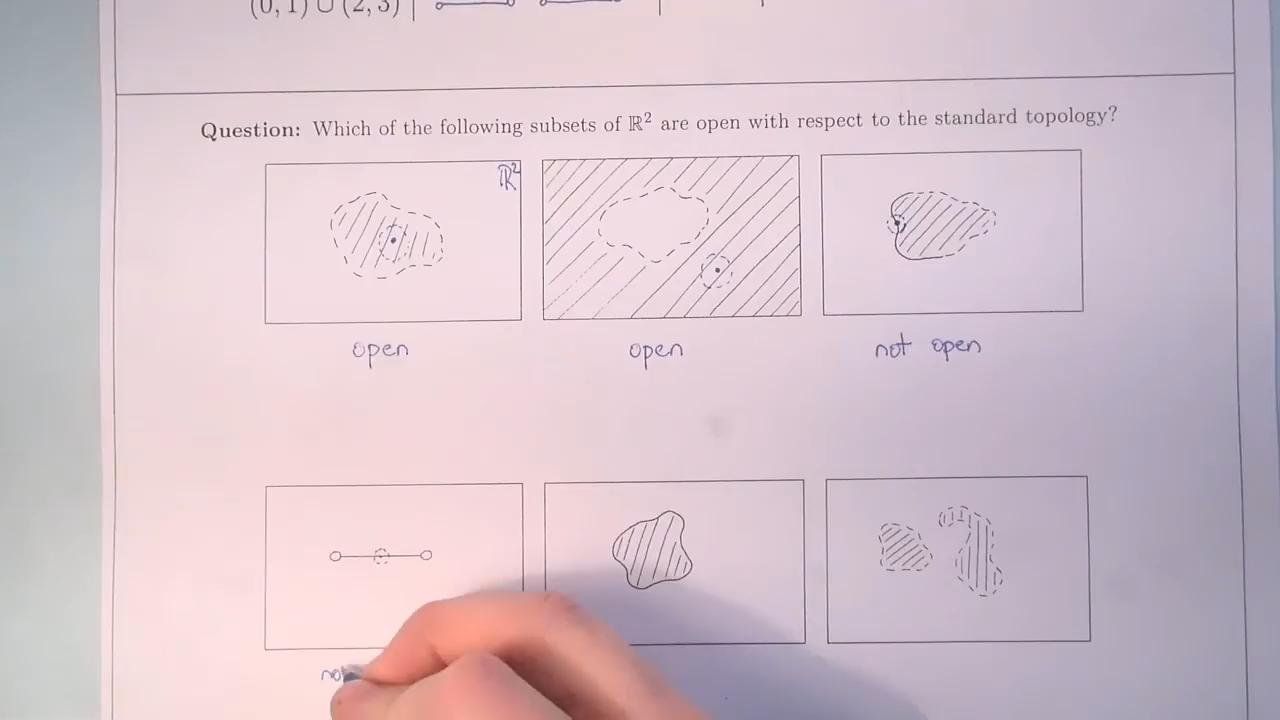 (0, 1) ∪ (2, 3)
Question: Which of the following subsets of ℝ² are open with respect to the standard topology?
ℝ²
open
open
not open